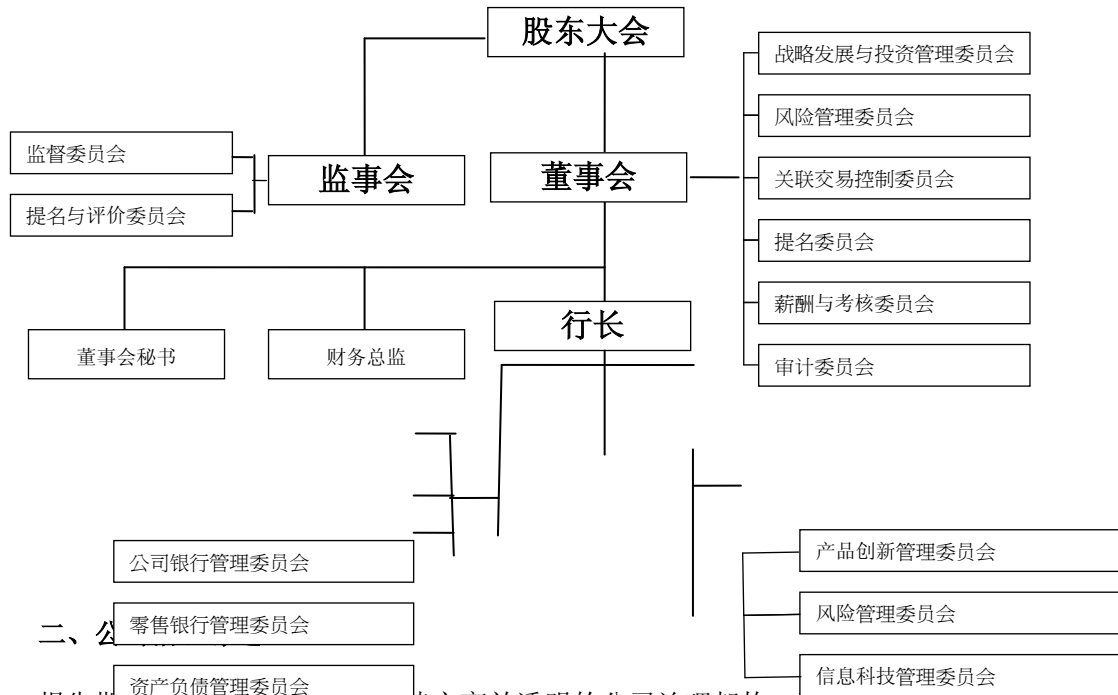 股东大会
战略发展与投资管理委员会
风险管理委员会
监督委员会
监事会
董事会
关联交易控制委员会
提名与评价委员会
提名委员会
薪酬与考核委员会
行长
董事会秘书
财务总监
审计委员会
公司银行管理委员会
产品创新管理委员会
零售银行管理委员会
风险管理委员会
二、公
资产负债管理委员会
信息科技管理委员会